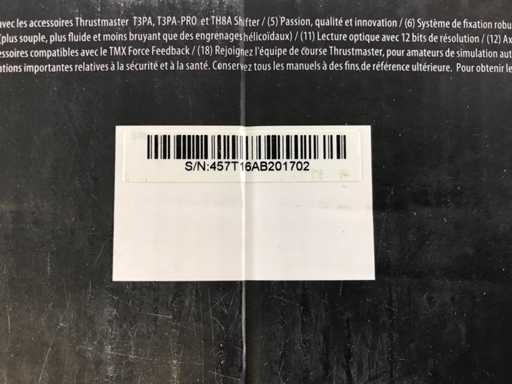 avec les accessoires Thrustmaster T3PA, T3PA-PRO et TH8A Shifter / (5) Passion, qualité et innovation / (6) Système de fixation robu
(plus souple, plus fluide et moins bruyant que des engrenages hélicoïdaux) / (11) Lecture optique avec 12 bits de résolution / (12) Ax
essoires compatibles avec le TMX Force Feedback / (18) Rejoignez l'équipe de course Thrustmaster, pour amateurs de simulation aut
ations importantes relatives à la sécurité et à la santé. Conservez tous les manuels à des fins de référence ultérieure. Pour obtenir le
S/N:457T16AB201702